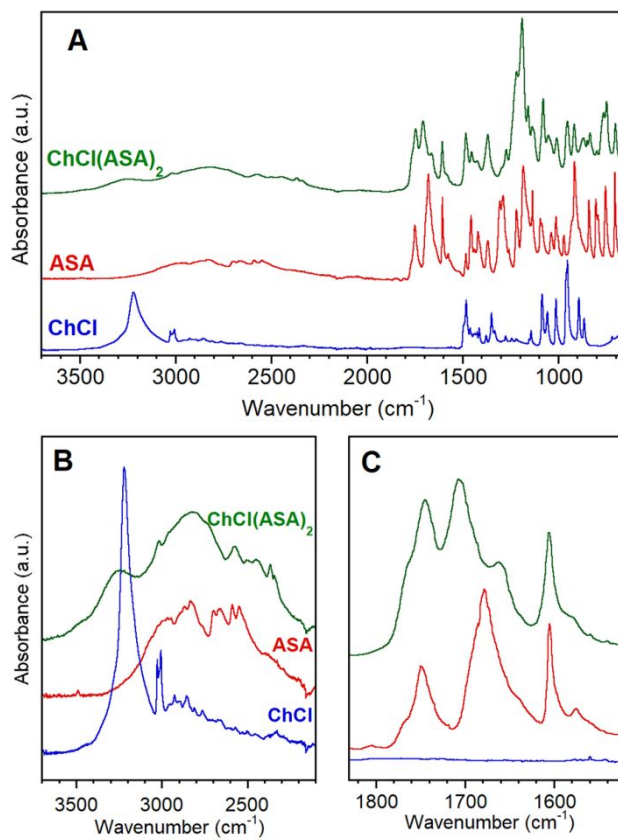 A
ChCl(ASA)₂
ASA
ChCl
Absorbance (a.u.)
3500 3000 2500 2000 1500 1000
Wavenumber (cm⁻¹)
B
ChCl(ASA)₂
ASA
ChCl
Absorbance (a.u.)
3500 3000 2500
Wavenumber (cm⁻¹)
C
1800 1700 1600
Wavenumber (cm⁻¹)